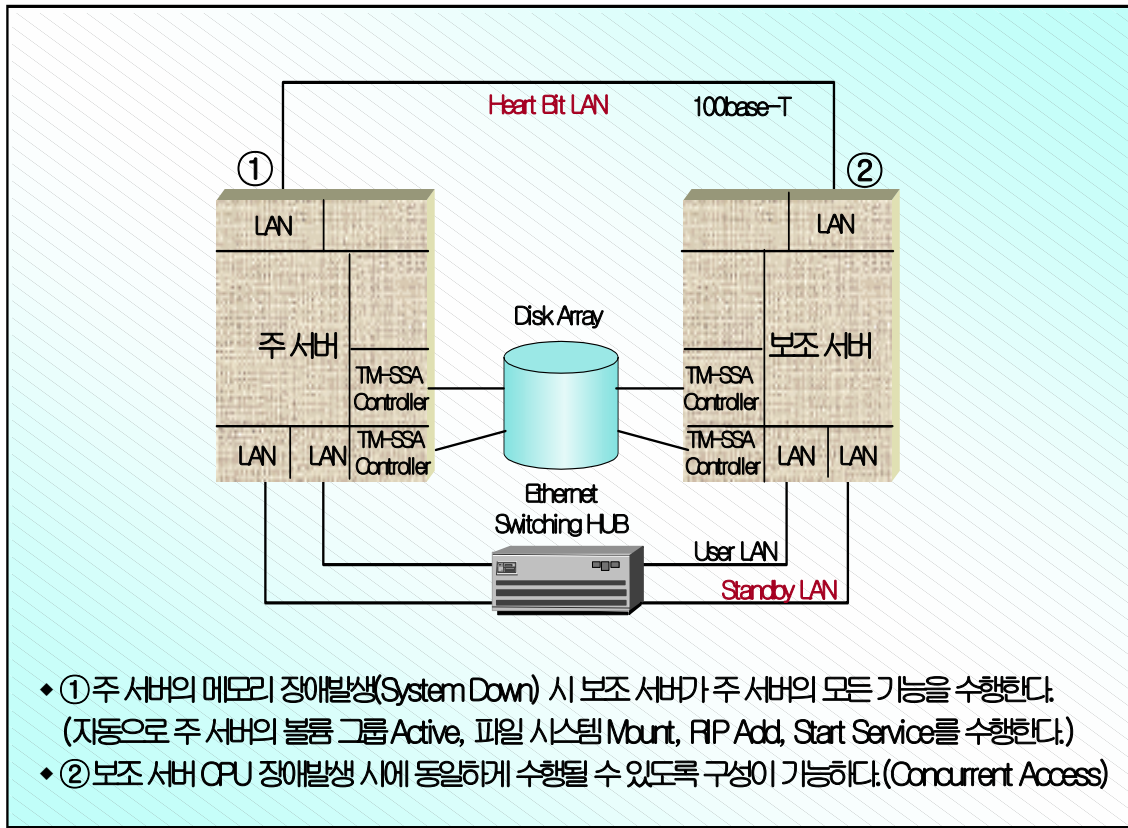 Heart Bit LAN
100base-T
①
②
LAN
LAN
주 서버
Disk Array
보조 서버
TM-SSA
Controller
TM-SSA
Controller
LAN
LAN
TM-SSA
Controller
TM-SSA
Controller
LAN
LAN
Ethernet
Switching HUB
User LAN
Standby LAN
◆ ①주 서버의 메모리 장애발생(System Down) 시 보조 서버가 주 서버의 모든 기능을 수행한다.
(자동으로 주 서버의 볼륨 그룹 Active, 파일 시스템 Mount, RIP Add, Start Service를 수행한다.)
◆ ②보조 서버 CPU 장애발생 시에 동일하게 수행될 수 있도록 구성이 가능하다.(Concurrent Access)